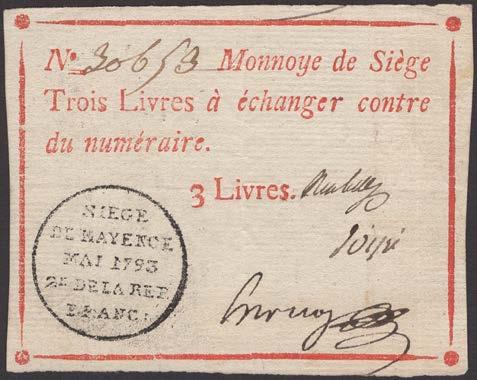 No. 30653 Monnoye de Siège
Trois Livres à échanger contre
du numéraire.
3 Livres.
SIEGE
DE MAYENCE
MAI 1793
2e DE LA REP.
FRANC.